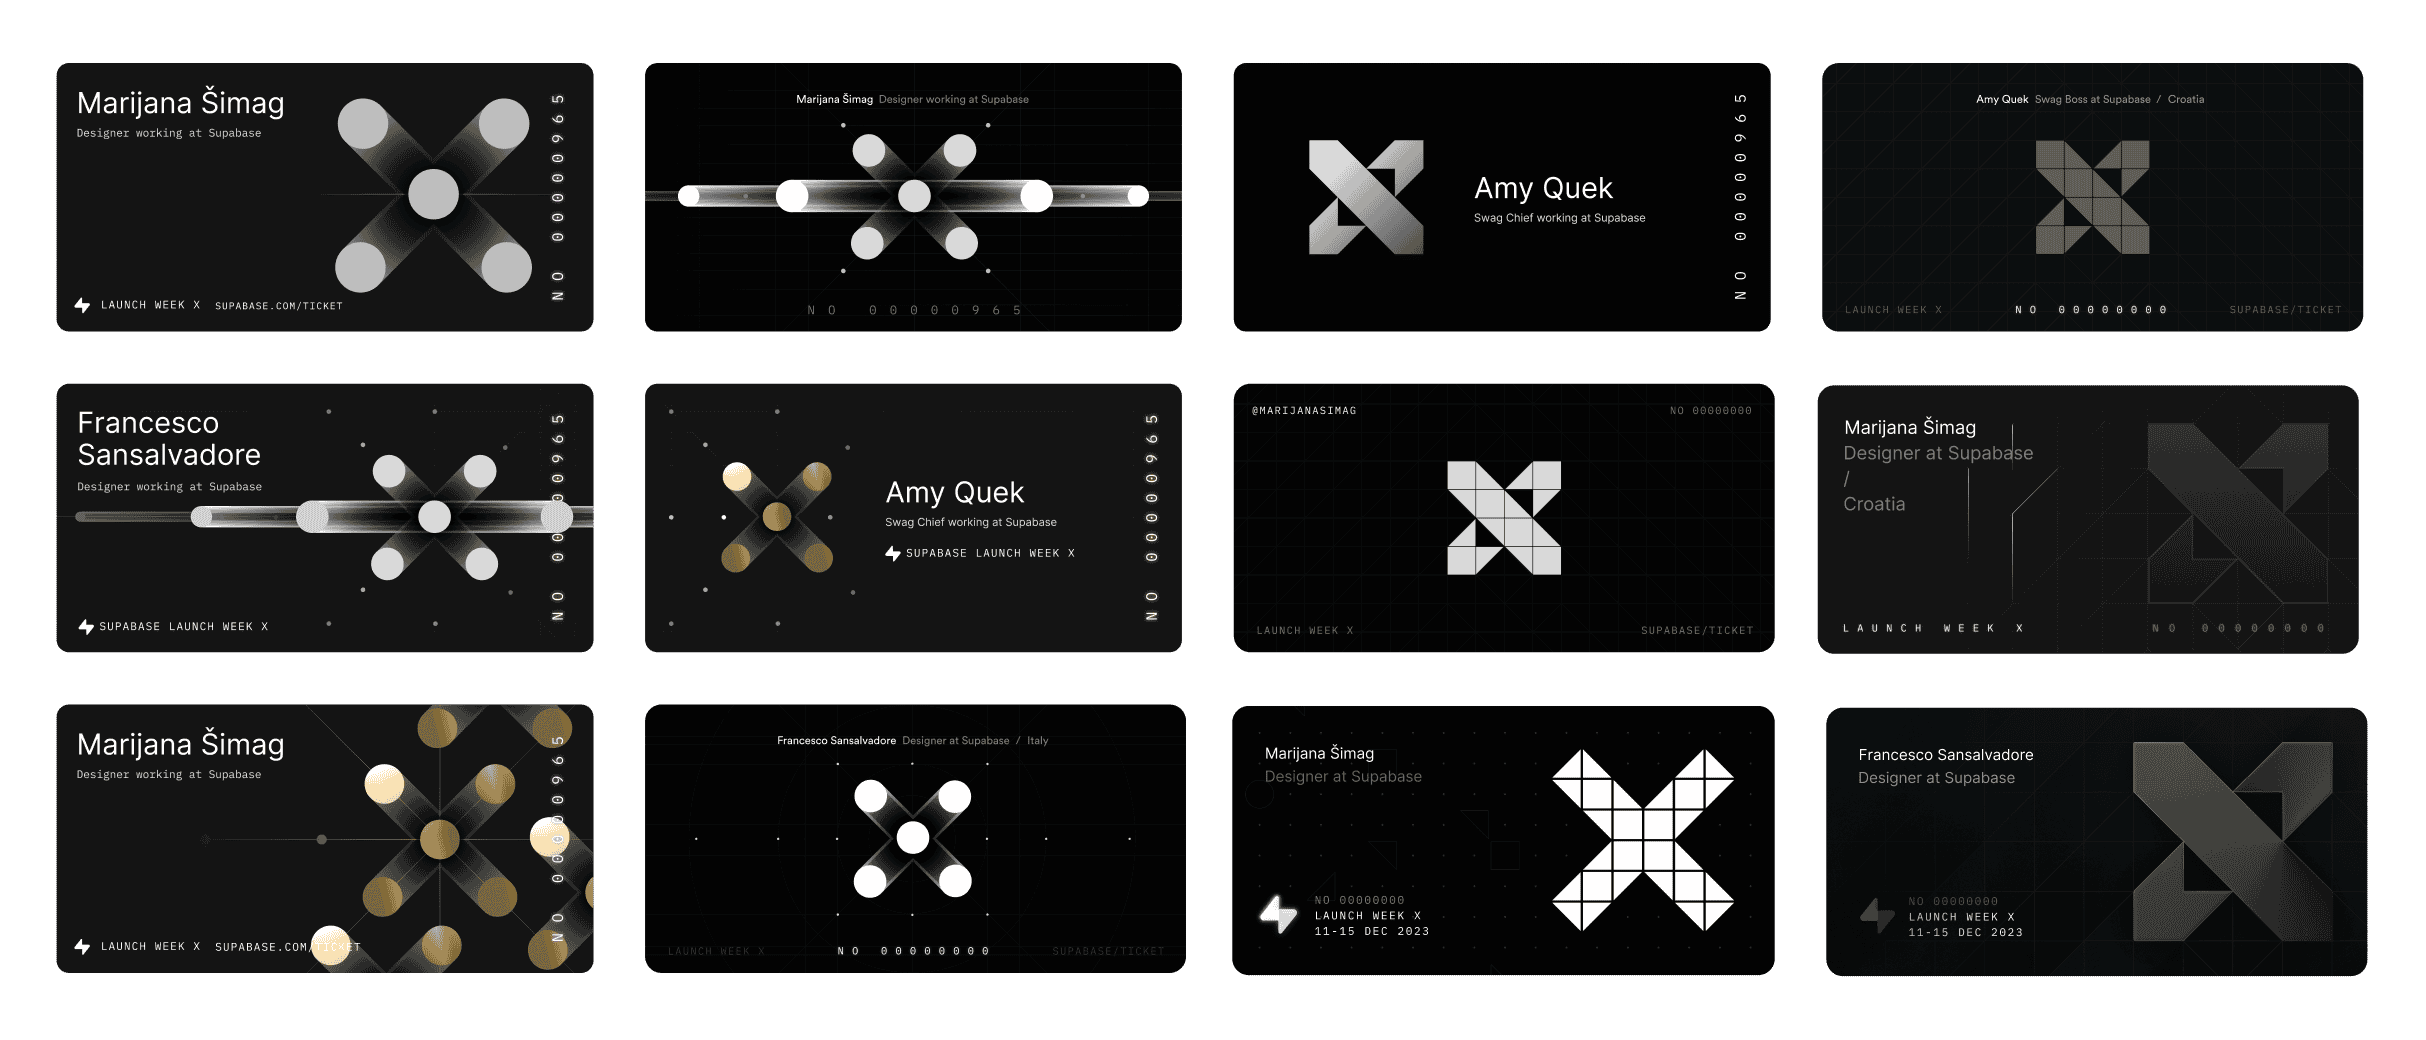 Marijana Šimag
Designer working at Supabase
NO 00000965
LAUNCH WEEK X SUPABASE.COM/TICKET
Marijana Šimag Designer working at Supabase
NO 00000965
Amy Quek
Swag Chief working at Supabase
NO 00000965
Amy Quek Swag Boss at Supabase / Croatia
LAUNCH WEEK X NO 00000000 SUPABASE/TICKET
Francesco
Sansalvadore
Designer working at Supabase
NO 00000965
SUPABASE LAUNCH WEEK X
Amy Quek
Swag Chief working at Supabase
SUPABASE LAUNCH WEEK X
NO 00000965
@MARIJANASIMAG NO 00000000
LAUNCH WEEK X SUPABASE/TICKET
Marijana Šimag
Designer at Supabase
/
Croatia
LAUNCH WEEK X NO 00000000
Marijana Šimag
Designer working at Supabase
NO 00000965
LAUNCH WEEK X SUPABASE.COM/TICKET
Francesco Sansalvadore Designer at Supabase / Italy
LAUNCH WEEK X NO 00000000 SUPABASE/TICKET
Marijana Šimag
Designer at Supabase
NO 00000000
LAUNCH WEEK X
11-15 DEC 2023
Francesco Sansalvadore
Designer at Supabase
NO 00000000
LAUNCH WEEK X
11-15 DEC 2023